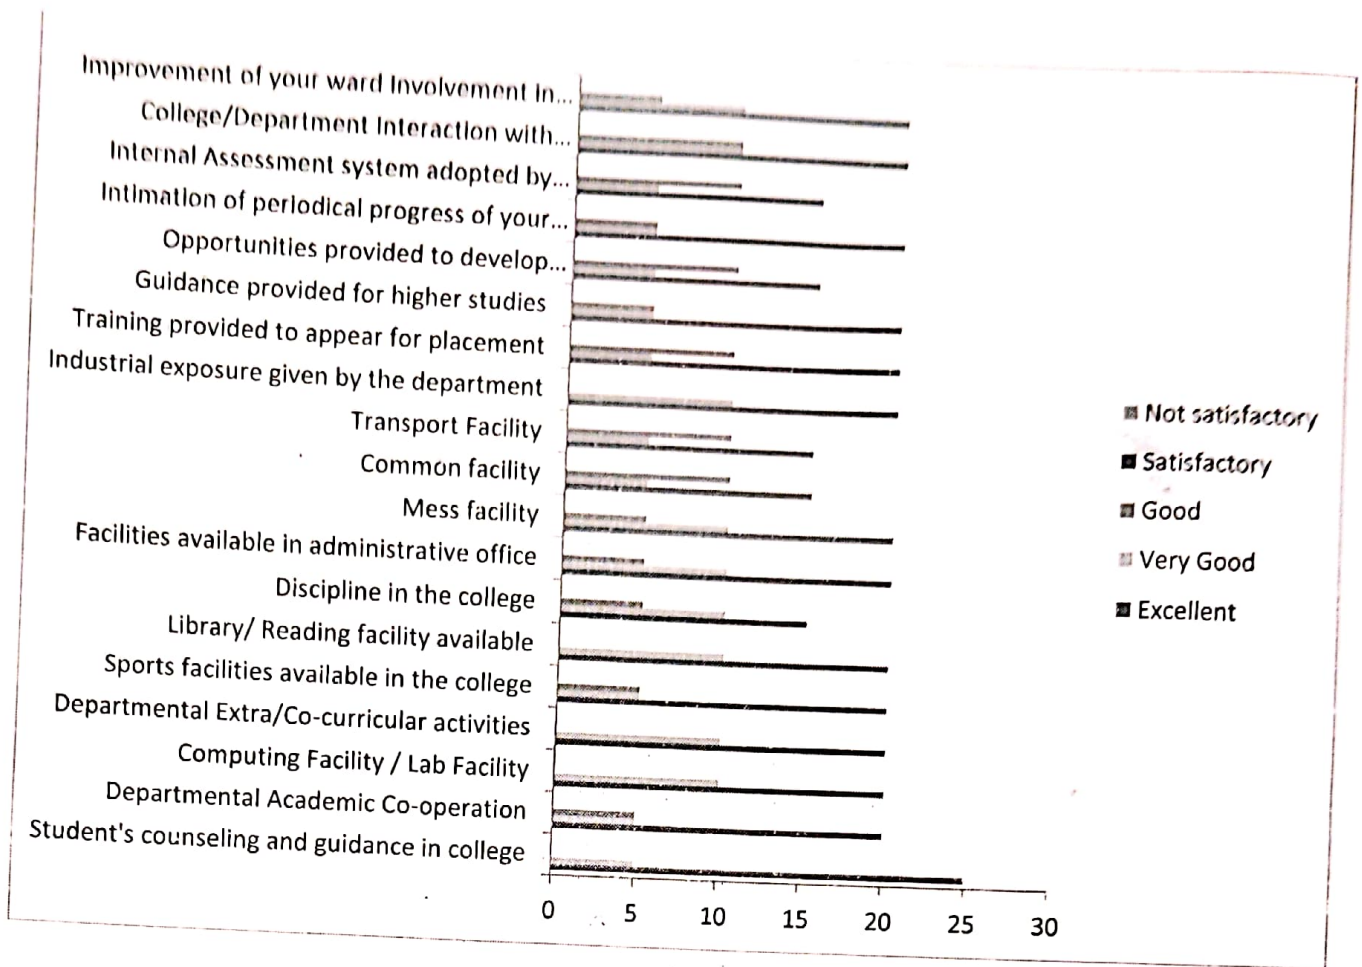 Improvement of your ward Involvement in...
College/Department Interaction with...
Internal Assessment system adopted by...
Intimation of periodical progress of your...
Opportunities provided to develop...
Guidance provided for higher studies
Training provided to appear for placement
Industrial exposure given by the department
Transport Facility
Common facility
Mess facility
Facilities available in administrative office
Discipline in the college
Library/ Reading facility available
Sports facilities available in the college
Departmental Extra/Co-curricular activities
Computing Facility / Lab Facility
Departmental Academic Co-operation
Student's counseling and guidance in college
0 5 10 15 20 25 30
Not satisfactory
Satisfactory
Good
Very Good
Excellent